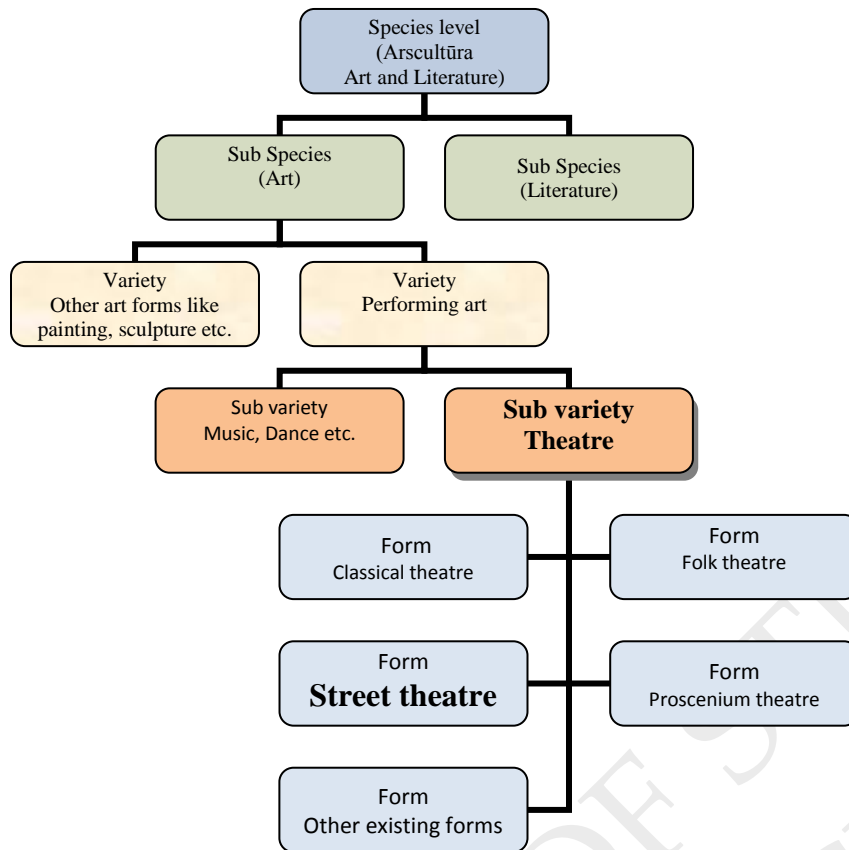 Species level
(Arscultūra
Art and Literature)
Sub Species
(Art)
Sub Species
(Literature)
Variety
Other art forms like
painting, sculpture etc.
Variety
Performing art
Sub variety
Music, Dance etc.
Sub variety
Theatre
Form
Classical theatre
Form
Folk theatre
Form
Street theatre
Form
Proscenium theatre
Form
Other existing forms